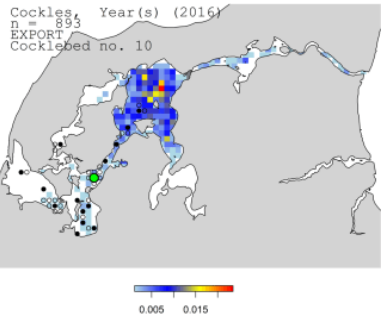 Cockles, Year(s) (2016)
n = 893
EXPORT
Cocklebed no. 10
0.005 0.015